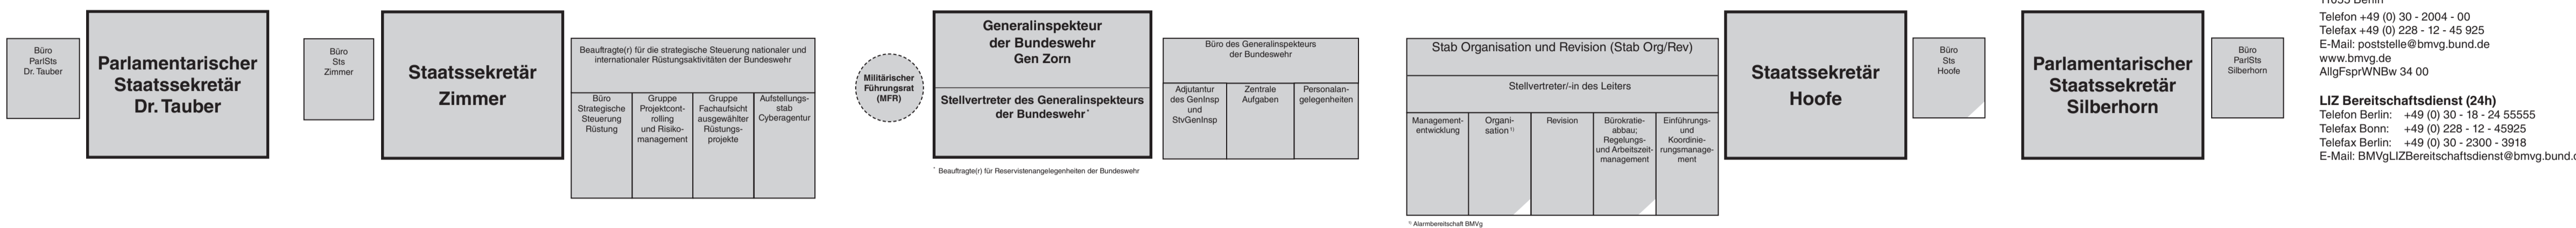 Büro
ParlSts
Dr. Tauber
Parlamentarischer
Staatssekretär
Dr. Tauber
Büro
Sts
Zimmer
Staatssekretär
Zimmer
Beauftragte(r) für die strategische Steuerung nationaler und
internationaler Rüstungsaktivitäten der Bundeswehr
Büro
Strategische
Steuerung
Rüstung
Gruppe
Projektcont-
rolling
und Risiko-
management
Gruppe
Fachaufsicht
ausgewählter
Rüstungs-
projekte
Aufstellungs-
stab
Cyberagentur
Militärischer
Führungsrat
(MFR)
Generalinspekteur
der Bundeswehr
Gen Zorn
Stellvertreter des Generalinspekteurs
der Bundeswehr*
* Beauftragte(r) für Reservistenangelegenheiten der Bundeswehr
Büro des Generalinspekteurs
der Bundeswehr
Adjutantur
des GenInsp
und
StvGenInsp
Zentrale
Aufgaben
Personalan-
gelegenheiten
Stab Organisation und Revision (Stab Org/Rev)
Stellvertreter/-in des Leiters
Management-
entwicklung
Organi-
sation 1)
Revision
Bürokratie-
abbau;
Regelungs-
und Arbeitszeit-
management
Einführungs-
und
Koordinie-
rungsmanage-
ment
1) Alarmbereitschaft BMVg
Staatssekretär
Hoofe
Büro
Sts
Hoofe
Parlamentarischer
Staatssekretär
Silberhorn
Büro
ParlSts
Silberhorn
11055 Berlin
Telefon +49 (0) 30 - 2004 - 00
Telefax +49 (0) 228 - 12 - 45 925
E-Mail: poststelle@bmvg.bund.de
www.bmvg.de
AllgFsprWNBw 34 00
LIZ Bereitschaftsdienst (24h)
Telefon Berlin: +49 (0) 30 - 18 - 24 55555
Telefax Bonn: +49 (0) 228 - 12 - 45925
Telefax Berlin: +49 (0) 30 - 2300 - 3918
E-Mail: BMVgLIZBereitschaftsdienst@bmvg.bund.